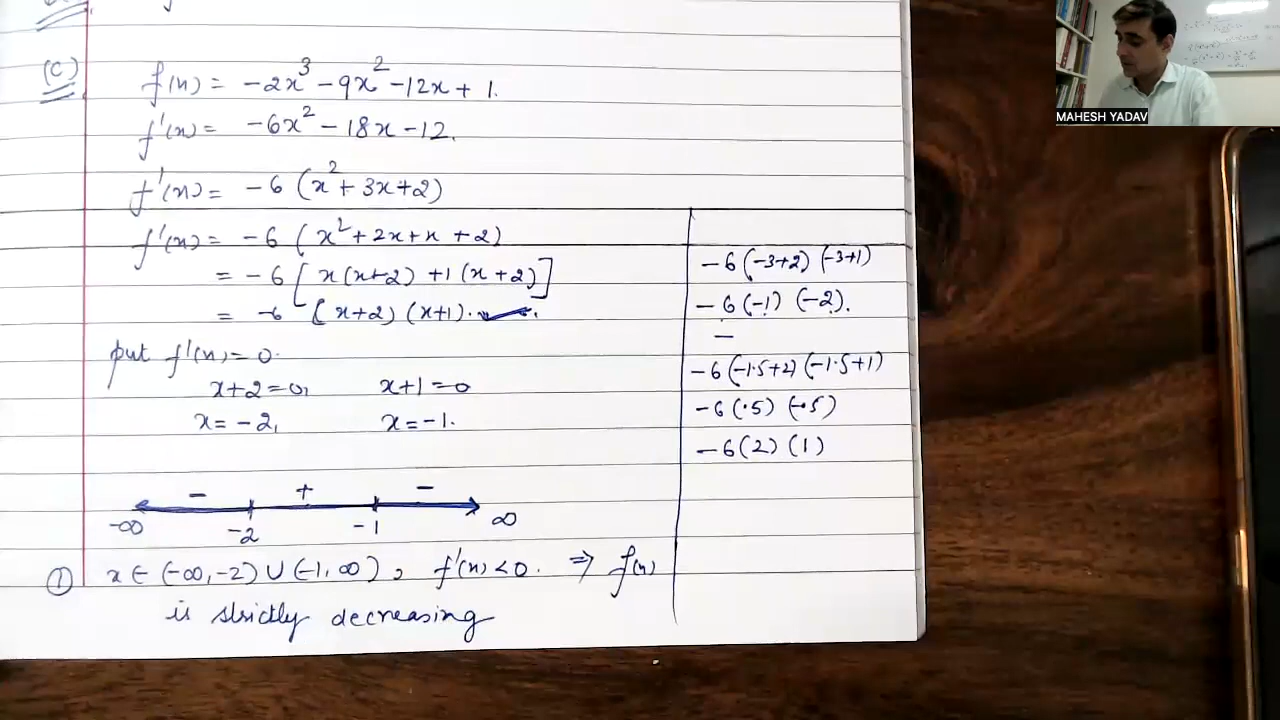 (C) f(x) = -2x³ - 9x² - 12x + 1.
f'(x) = -6x² - 18x - 12.
f'(x) = -6 (x² + 3x + 2)
f'(x) = -6 (x² + 2x + x + 2)
= -6 [x(x+2) + 1(x+2)]
= -6 [x+2) (x+1).
put f'(x) = 0.
x+2 = 0, x+1 = 0
x = -2, x = -1.
- + -
-∞ -2 -1 ∞
① x ∈ (-∞, -2) ∪ (-1, ∞), f'(x) < 0. ⇒ f(x)
is strictly decreasing
-6(-3+2) (-3+1)
-6(-1) (-2).
-
-6(-1.5+2) (-1.5+1)
-6(.5) (-.5)
-6(2) (1)
MAHESH YADAV